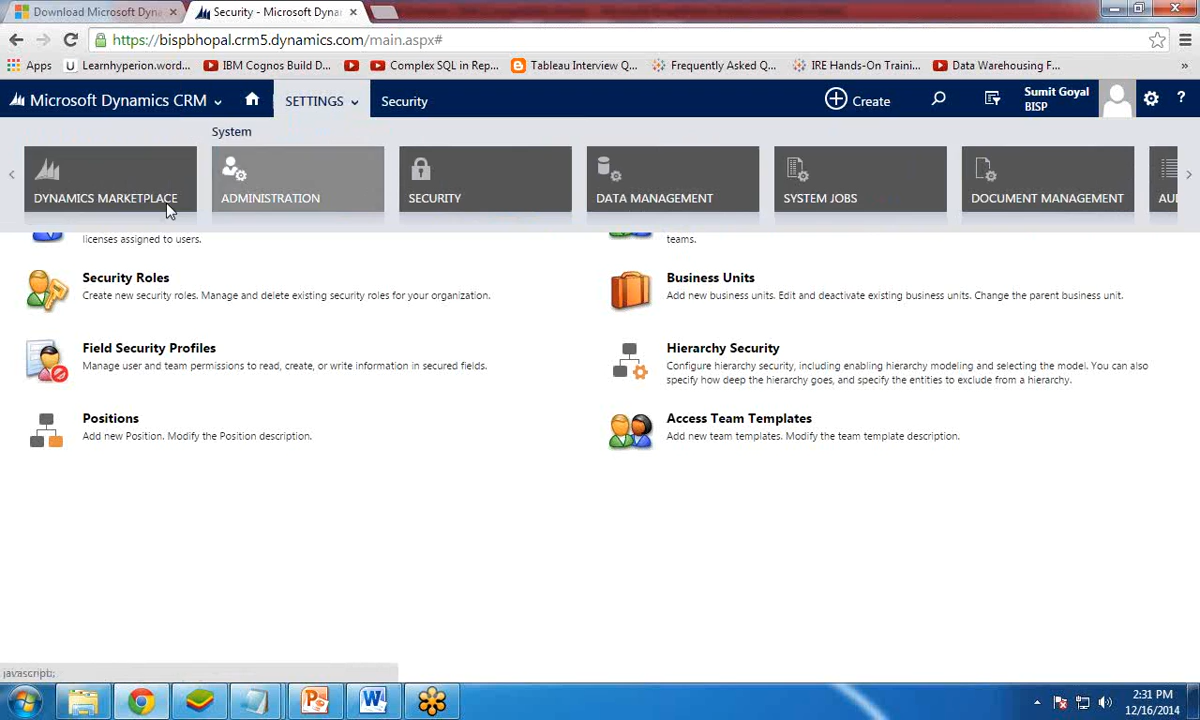 Download Microsoft Dyna
Security - Microsoft Dynam
https://bispbhopal.crm5.dynamics.com/main.aspx#
Apps
Learnhyperion.word...
IBM Cognos Build D...
Complex SQL in Rep...
Tableau Interview Q...
Frequently Asked Q...
IRE Hands-On Traini...
Data Warehousing F...
»
Microsoft Dynamics CRM
SETTINGS
Security
Create
Sumit Goyal
BISP
?
System
DYNAMICS MARKETPLACE
ADMINISTRATION
SECURITY
DATA MANAGEMENT
SYSTEM JOBS
DOCUMENT MANAGEMENT
AU
licenses assigned to users.
teams.
Security Roles
Create new security roles. Manage and delete existing security roles for your organization.
Business Units
Add new business units. Edit and deactivate existing business units. Change the parent business unit.
Field Security Profiles
Manage user and team permissions to read, create, or write information in secured fields.
Hierarchy Security
Configure hierarchy security, including enabling hierarchy modeling and selecting the model. You can also
specify how deep the hierarchy goes, and specify the entities to exclude from a hierarchy.
Positions
Add new Position. Modify the Position description.
Access Team Templates
Add new team templates. Modify the team template description.
javascript:;
2:31 PM
12/16/2014